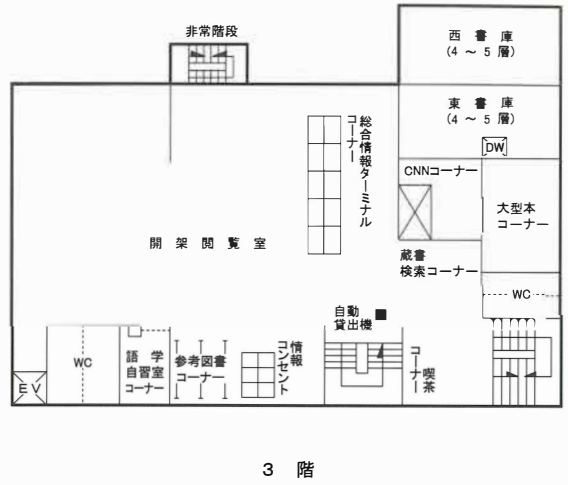 非常階段
西書庫
(4～5層)
東書庫
(4～5層)
DW
総合情報ターミナル
コーナー
CNNコーナー
大型本
コーナー
開架閲覧室
蔵書
検索コーナー
WC
自動
貸出機
EV
WC
語学
自習室
コーナー
参考図書
コーナー
情報
コンセント
喫茶
コーナー
3階